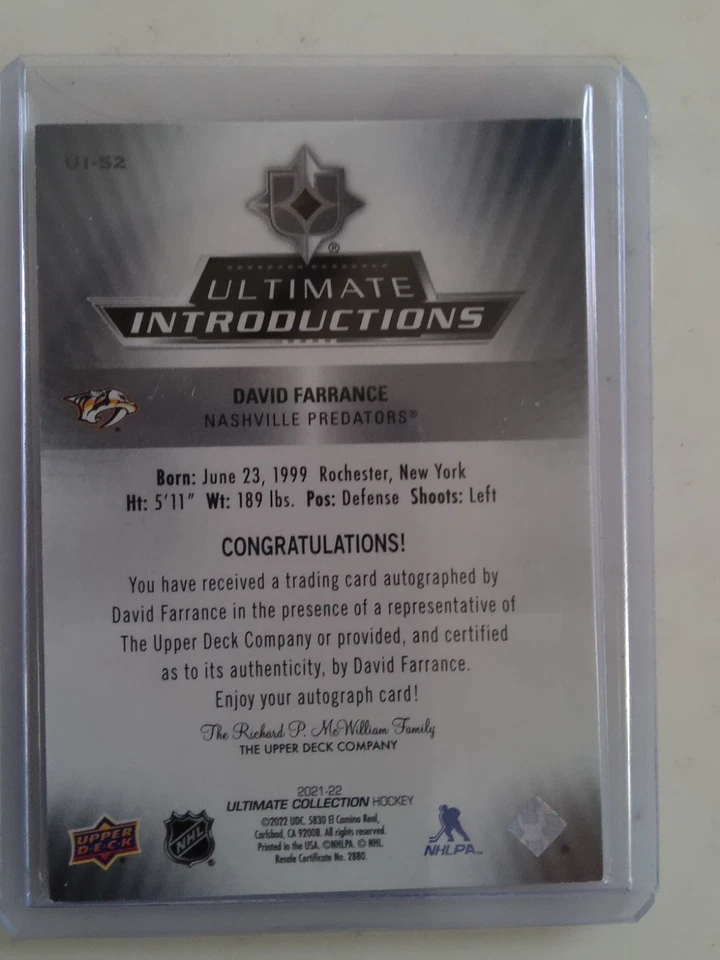 UI-52
®
ULTIMATE
INTRODUCTIONS
DAVID FARRANCE
NASHVILLE PREDATORS®
Born: June 23, 1999 Rochester, New York
Ht: 5'11" Wt: 189 lbs. Pos: Defense Shoots: Left
CONGRATULATIONS!
You have received a trading card autographed by
David Farrance in the presence of a representative of
The Upper Deck Company or provided, and certified
as to its authenticity, by David Farrance.
Enjoy your autograph card!
The Richard P. McWilliam Family
THE UPPER DECK COMPANY
2021-22
ULTIMATE COLLECTION HOCKEY
©2022 UDC. 5830 El Camino Real,
Carlsbad, CA 92008. All rights reserved.
Printed in the USA. ©NHLPA. © NHL.
Resale Certificate No. 2880.
UPPER
D·E·C·K
NHL
®
NHLPA™